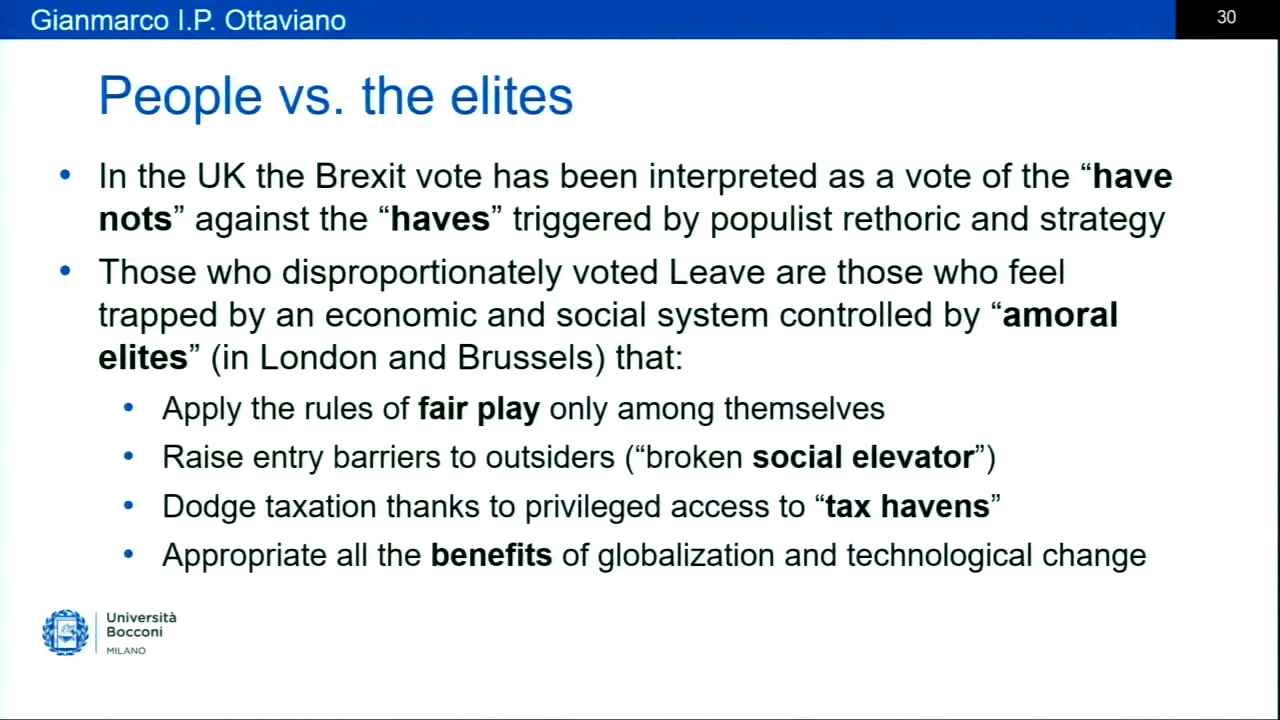 Gianmarco I.P. Ottaviano
30
People vs. the elites
• In the UK the Brexit vote has been interpreted as a vote of the “have
nots” against the “haves” triggered by populist rethoric and strategy
• Those who disproportionately voted Leave are those who feel
trapped by an economic and social system controlled by “amoral
elites” (in London and Brussels) that:
• Apply the rules of fair play only among themselves
• Raise entry barriers to outsiders (“broken social elevator”)
• Dodge taxation thanks to privileged access to “tax havens”
• Appropriate all the benefits of globalization and technological change
Università
Bocconi
MILANO